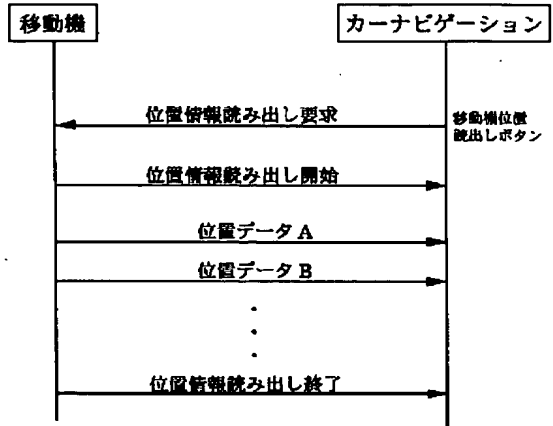 移動機
カーナビゲーション
位置情報読み出し要求
移動機位置
読出しボタン
位置情報読み出し開始
位置データ A
位置データ B
位置情報読み出し終了